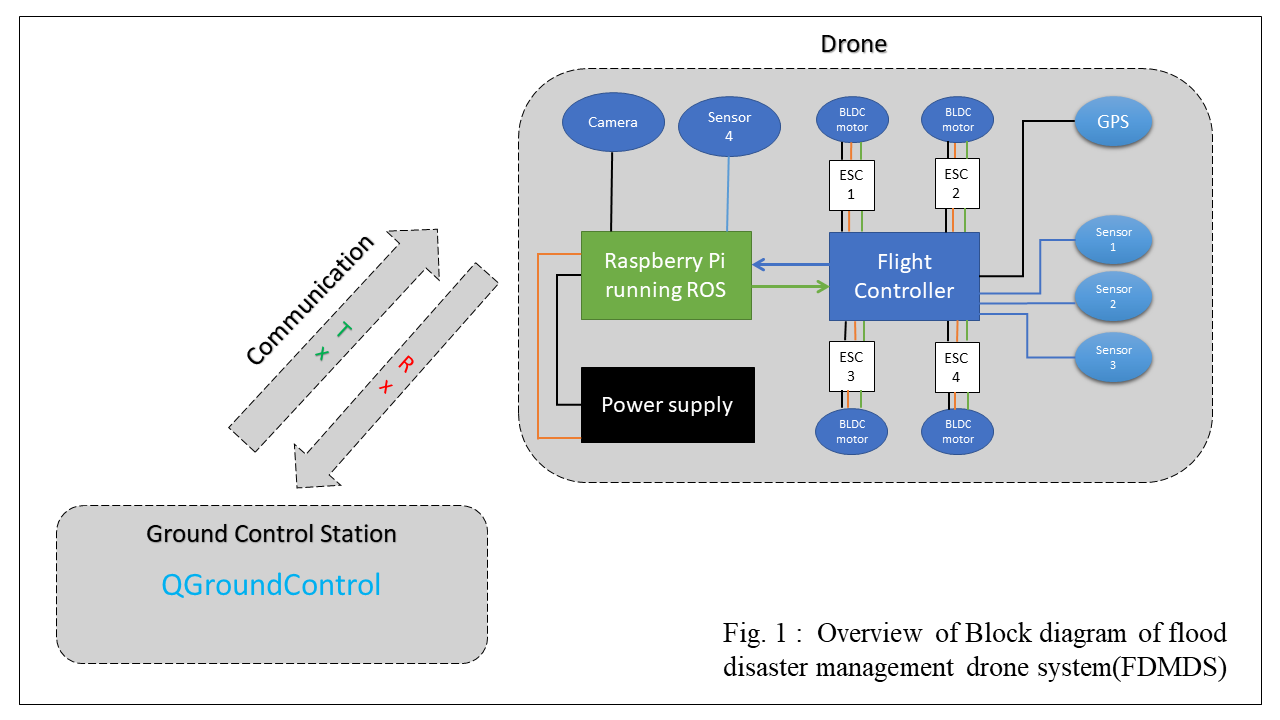 Drone
Camera
Sensor
4
BLDC
motor
BLDC
motor
GPS
ESC
1
ESC
2
Sensor
1
Raspberry Pi
running ROS
Flight
Controller
Sensor
2
Sensor
3
ESC
3
ESC
4
Power supply
BLDC
motor
BLDC
motor
Communication
T
x
R
x
Ground Control Station
QGroundControl
Fig. 1 : Overview of Block diagram of flood
disaster management drone system(FDMDS)